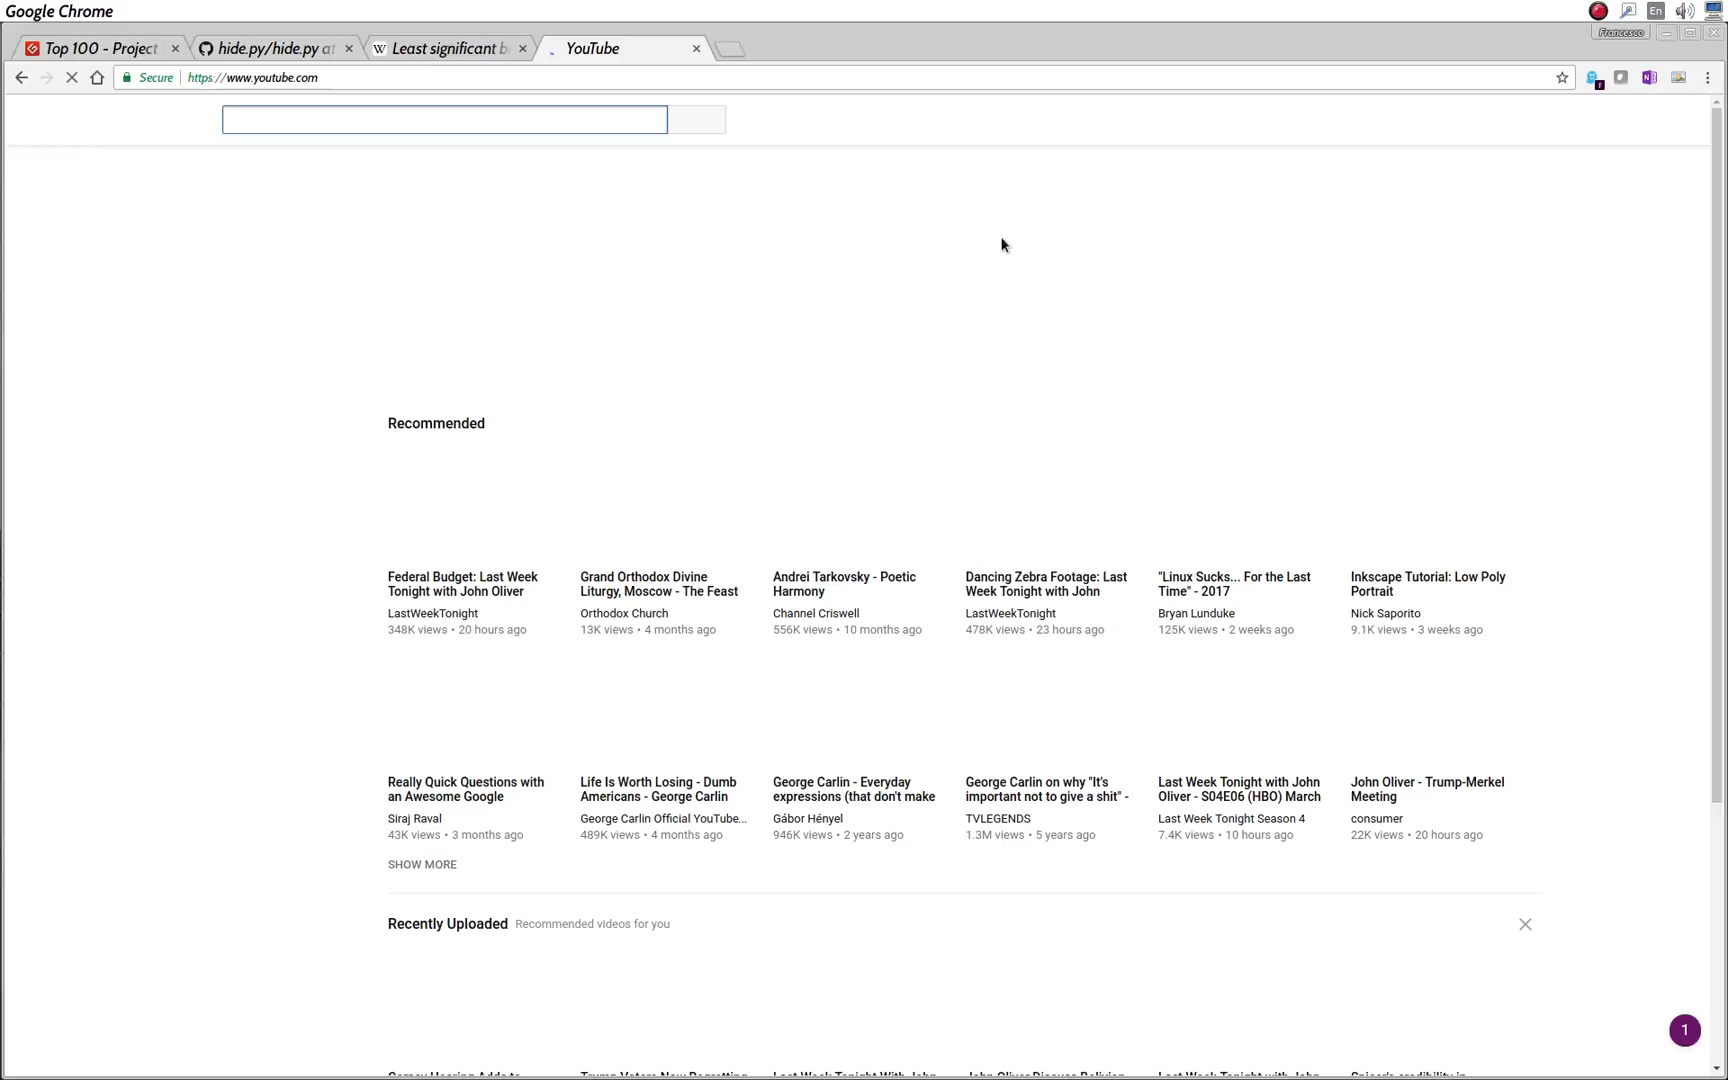 Google Chrome
En
Francesco
Top 100 - Project
hide.py/hide.py at
W Least significant b
YouTube
Secure https://www.youtube.com
Recommended
Federal Budget: Last Week Tonight with John Oliver
LastWeekTonight
348K views • 20 hours ago
Grand Orthodox Divine Liturgy, Moscow - The Feast
Orthodox Church
13K views • 4 months ago
Andrei Tarkovsky - Poetic Harmony
Channel Criswell
556K views • 10 months ago
Dancing Zebra Footage: Last Week Tonight with John
LastWeekTonight
478K views • 23 hours ago
"Linux Sucks... For the Last Time" - 2017
Bryan Lunduke
125K views • 2 weeks ago
Inkscape Tutorial: Low Poly Portrait
Nick Saporito
9.1K views • 3 weeks ago
Really Quick Questions with an Awesome Google
Siraj Raval
43K views • 3 months ago
Life Is Worth Losing - Dumb Americans - George Carlin
George Carlin Official YouTube...
489K views • 4 months ago
George Carlin - Everyday expressions (that don't make
Gábor Hényel
946K views • 2 years ago
George Carlin on why "It's important not to give a shit" -
TVLEGENDS
1.3M views • 5 years ago
Last Week Tonight with John Oliver - S04E06 (HBO) March
Last Week Tonight Season 4
7.4K views • 10 hours ago
John Oliver - Trump-Merkel Meeting
consumer
22K views • 20 hours ago
SHOW MORE
Recently Uploaded Recommended videos for you
1